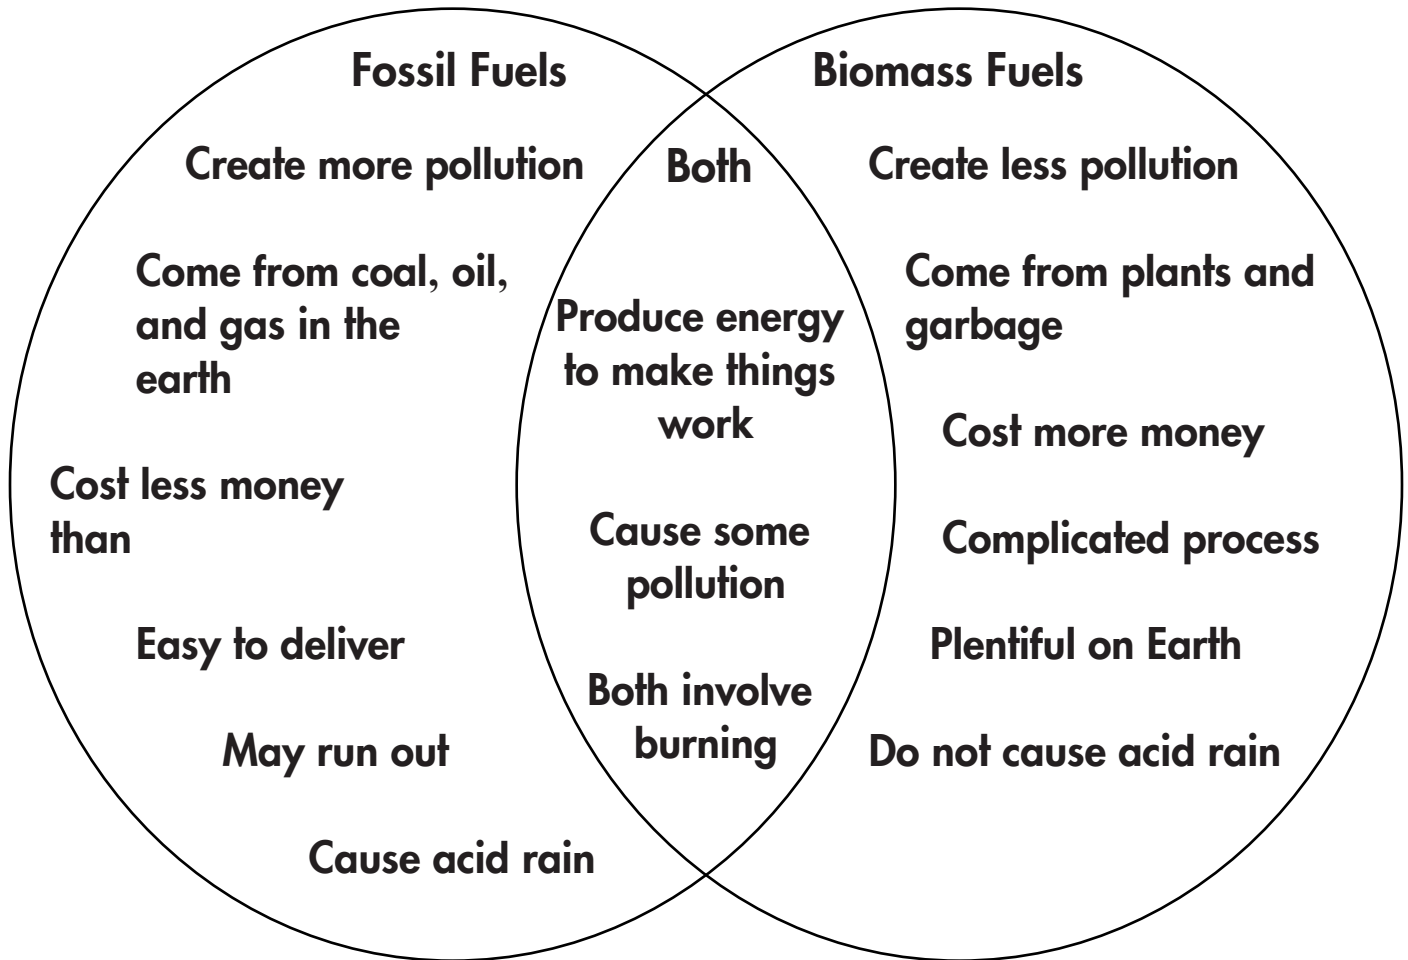 Fossil Fuels
Create more pollution
Come from coal, oil,
and gas in the
earth
Cost less money
than
Easy to deliver
May run out
Cause acid rain
Both
Produce energy
to make things
work
Cause some
pollution
Both involve
burning
Biomass Fuels
Create less pollution
Come from plants and
garbage
Cost more money
Complicated process
Plentiful on Earth
Do not cause acid rain